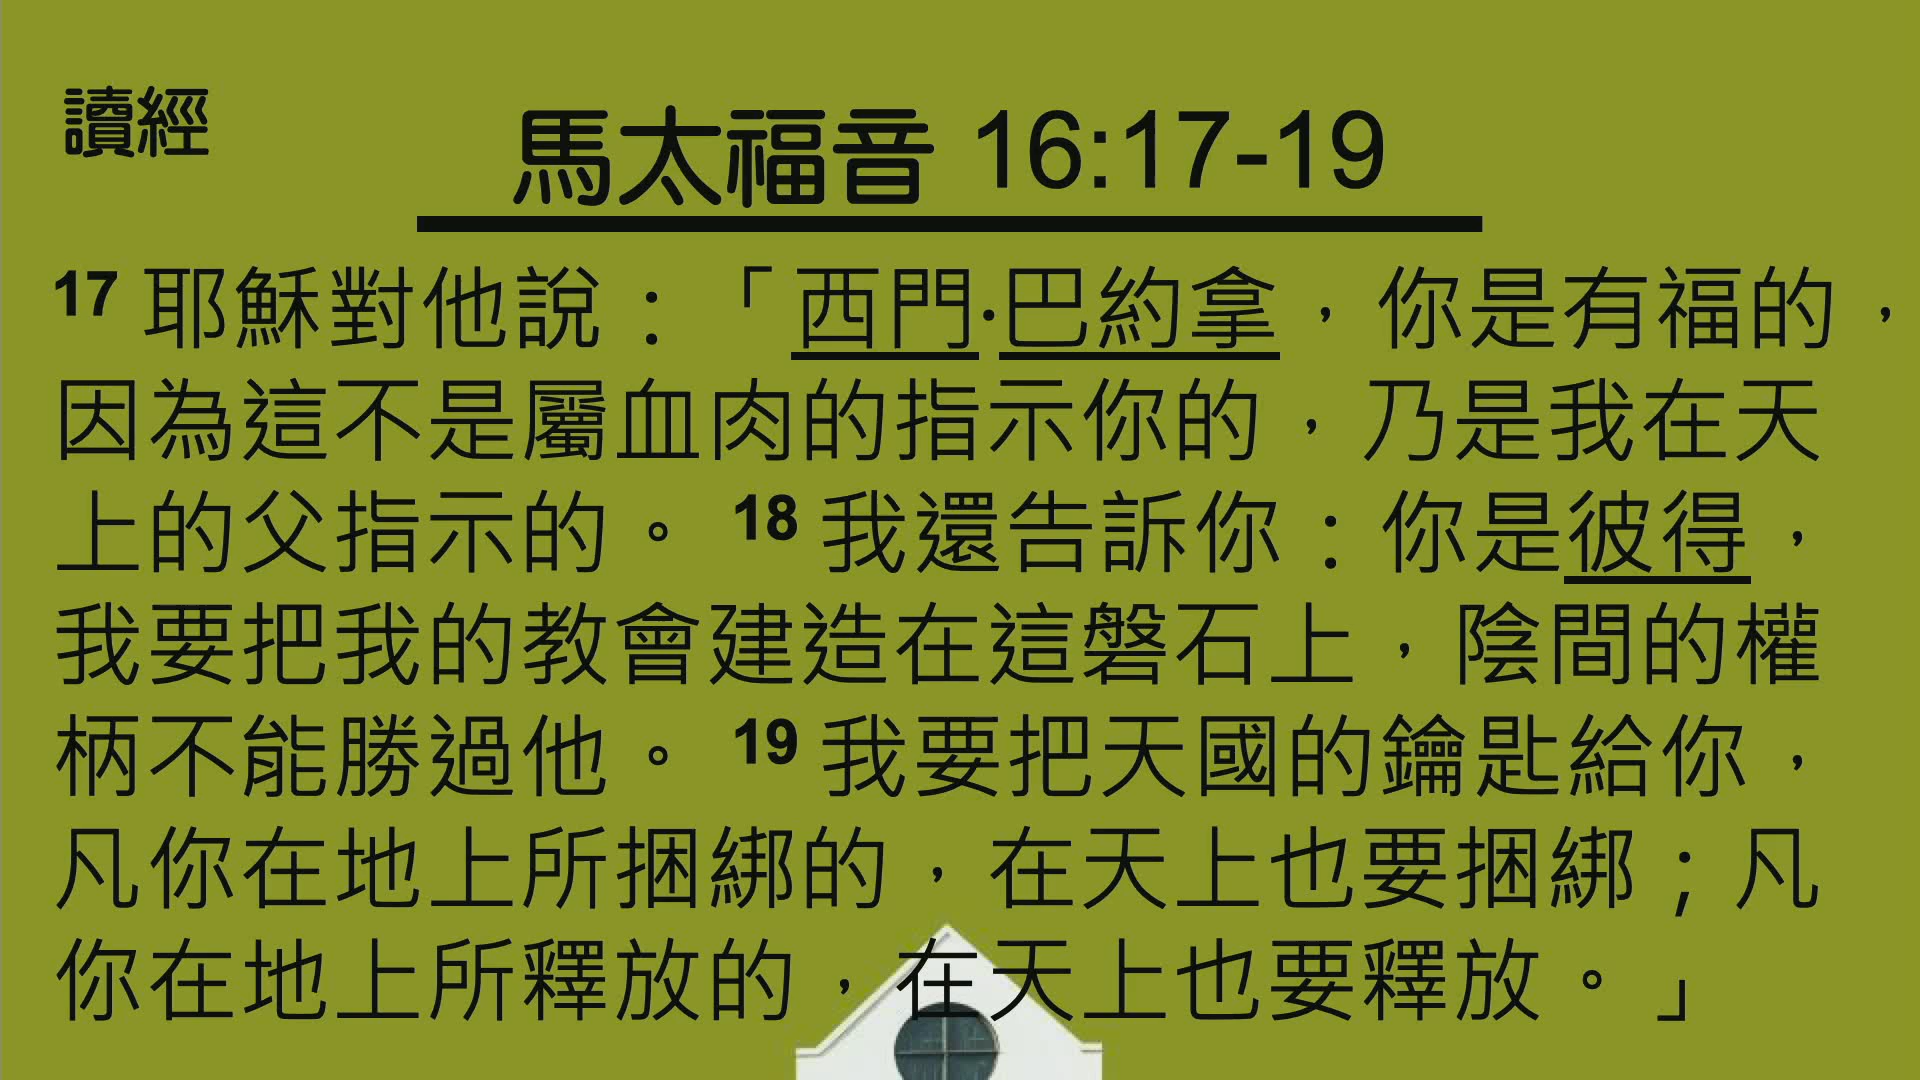 讀經
馬太福音 16:17-19
17 耶穌對他說：「西門·巴約拿，你是有福的，
因為這不是屬血肉的指示你的，乃是我在天
上的父指示的。 18 我還告訴你：你是彼得，
我要把我的教會建造在這磐石上，陰間的權
柄不能勝過他。 19 我要把天國的鑰匙給你，
凡你在地上所捆綁的，在天上也要捆綁；凡
你在地上所釋放的，在天上也要釋放。」